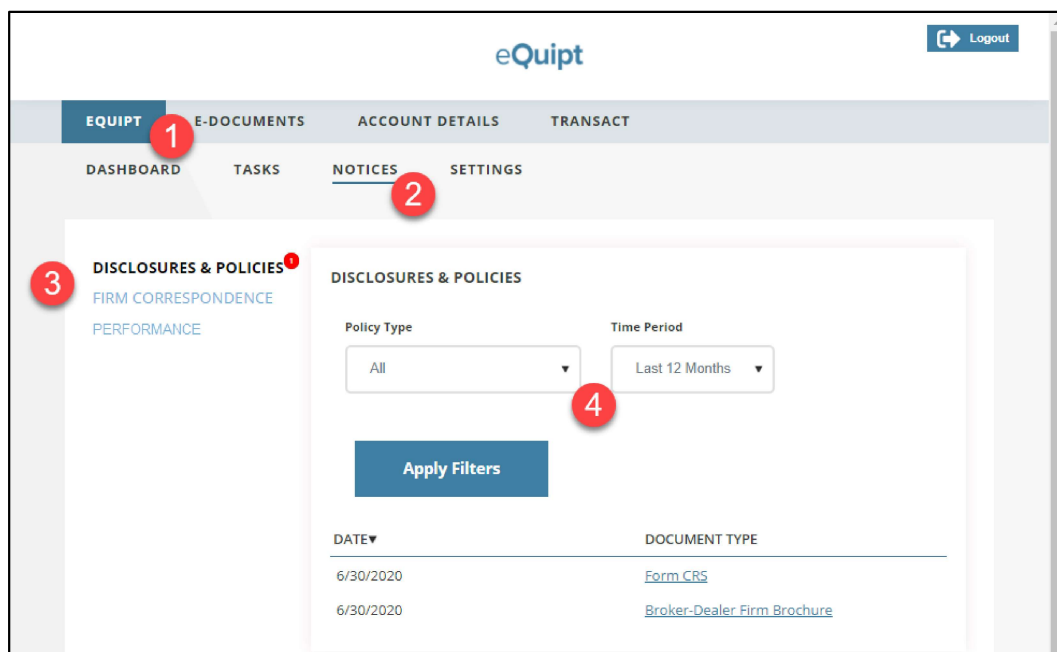 eQuipt
Logout
EQUIPT E-DOCUMENTS ACCOUNT DETAILS TRANSACT
1
DASHBOARD TASKS NOTICES SETTINGS
2
DISCLOSURES & POLICIES 1
3
FIRM CORRESPONDENCE
PERFORMANCE
DISCLOSURES & POLICIES
Policy Type Time Period
All ▼ Last 12 Months ▼
4
Apply Filters
DATE▼ DOCUMENT TYPE
6/30/2020 Form CRS
6/30/2020 Broker-Dealer Firm Brochure